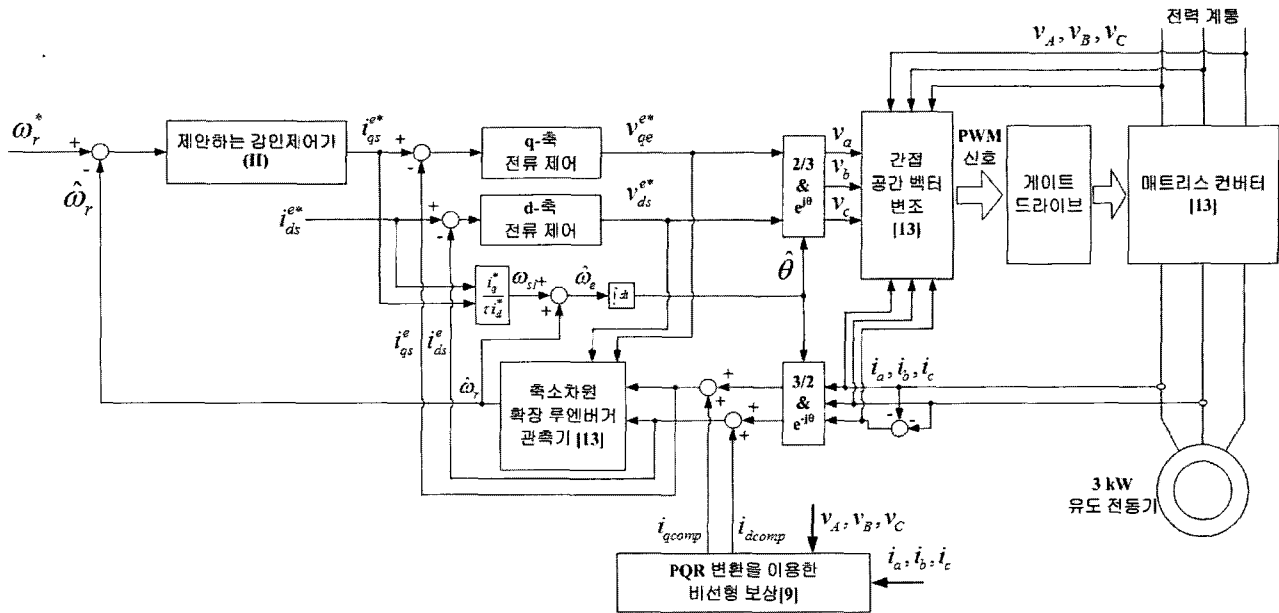 전력 계통
v_A, v_B, v_C
ω_r^*
+
-
ω̂_r
제안하는 강인제어기
(II)
i_qs^e*
+
-
q-축
전류 제어
v_qe^e*
i_ds^e*
+
-
d-축
전류 제어
v_ds^e*
2/3
&
e^jθ
v_a
v_b
v_c
간접
공간 벡터
변조
[13]
PWM
신호
게이트
드라이브
매트릭스 컨버터
[13]
i_q^*
τi_d^*
ω_sl
+
+
ω̂_e
∫dt
θ̂
i_qs^e
i_ds^e
ω̂_r
축소차원
확장 루엔버거
관측기 [13]
+
+
+
+
3/2
&
e^-jθ
i_a, i_b, i_c
-
-
3 kW
유도 전동기
i_qcomp
i_dcomp
v_A, v_B, v_C
PQR 변환을 이용한
비선형 보상[9]
i_a, i_b, i_c